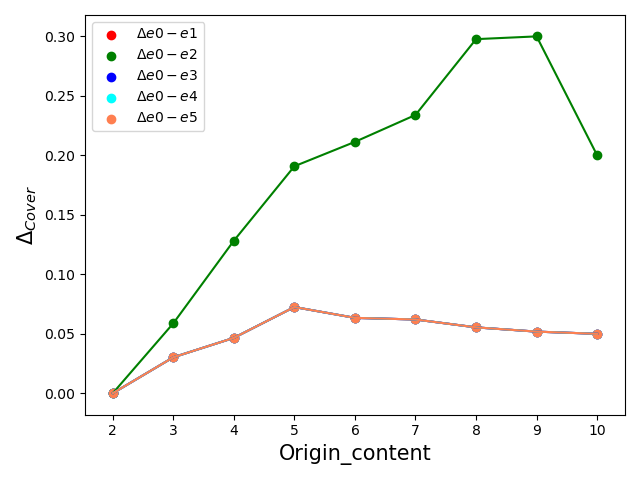 Δe0 − e1
Δe0 − e2
Δe0 − e3
Δe0 − e4
Δe0 − e5
0.30
0.25
0.20
0.15
0.10
0.05
0.00
Δ_Cover
2 3 4 5 6 7 8 9 10
Origin_content